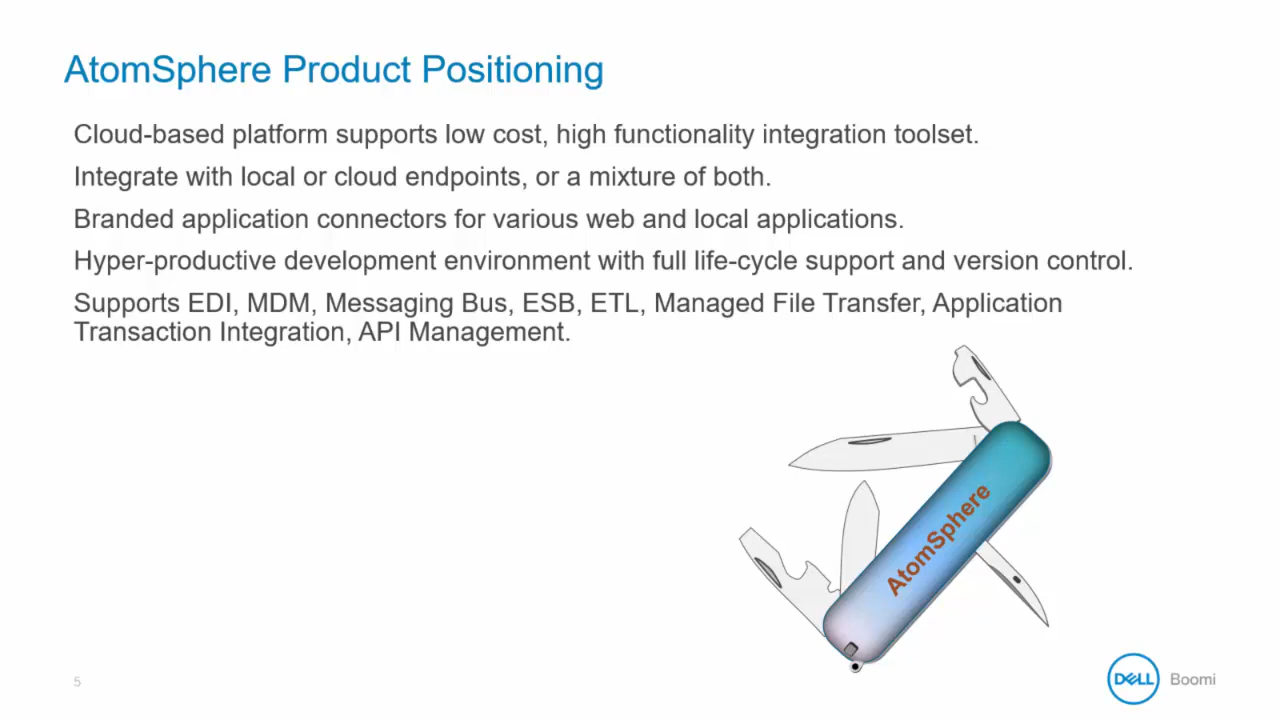 AtomSphere Product Positioning
Cloud-based platform supports low cost, high functionality integration toolset.
Integrate with local or cloud endpoints, or a mixture of both.
Branded application connectors for various web and local applications.
Hyper-productive development environment with full life-cycle support and version control.
Supports EDI, MDM, Messaging Bus, ESB, ETL, Managed File Transfer, Application
Transaction Integration, API Management.
AtomSphere
5
DELL Boomi